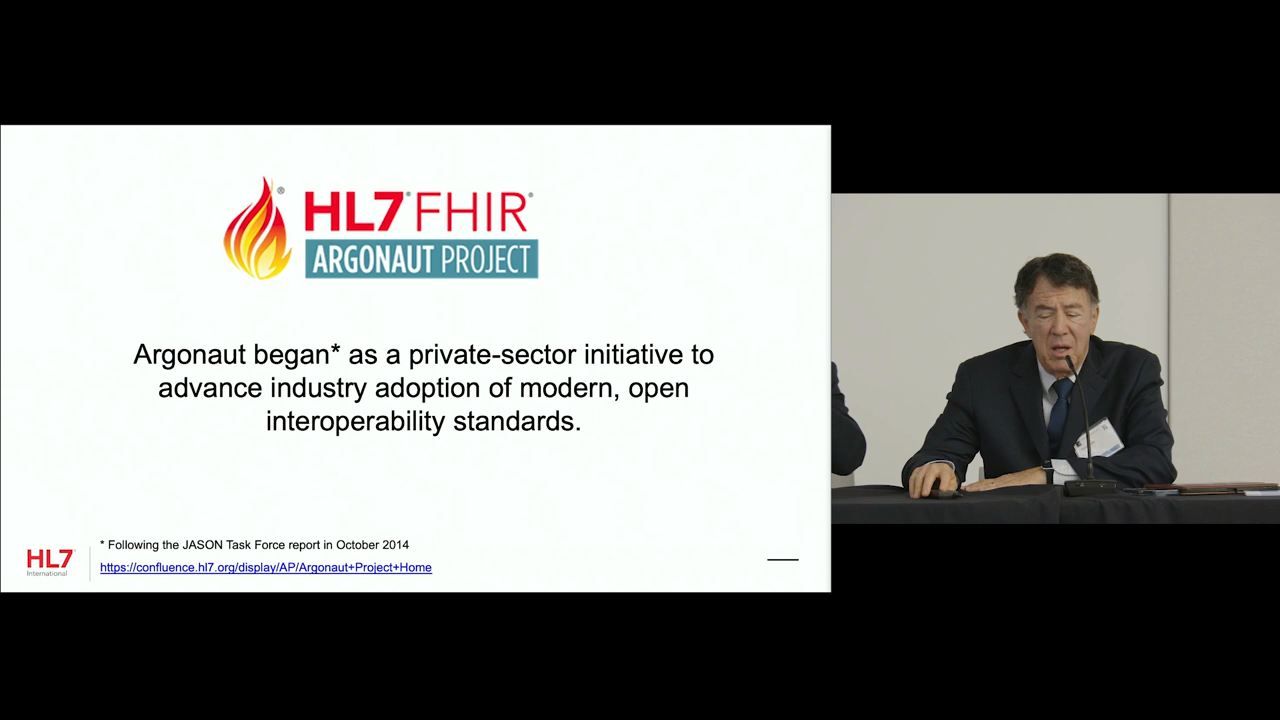 HL7® FHIR®
ARGONAUT PROJECT
Argonaut began* as a private-sector initiative to
advance industry adoption of modern, open
interoperability standards.
* Following the JASON Task Force report in October 2014
https://confluence.hl7.org/display/AP/Argonaut+Project+Home
HL7
International